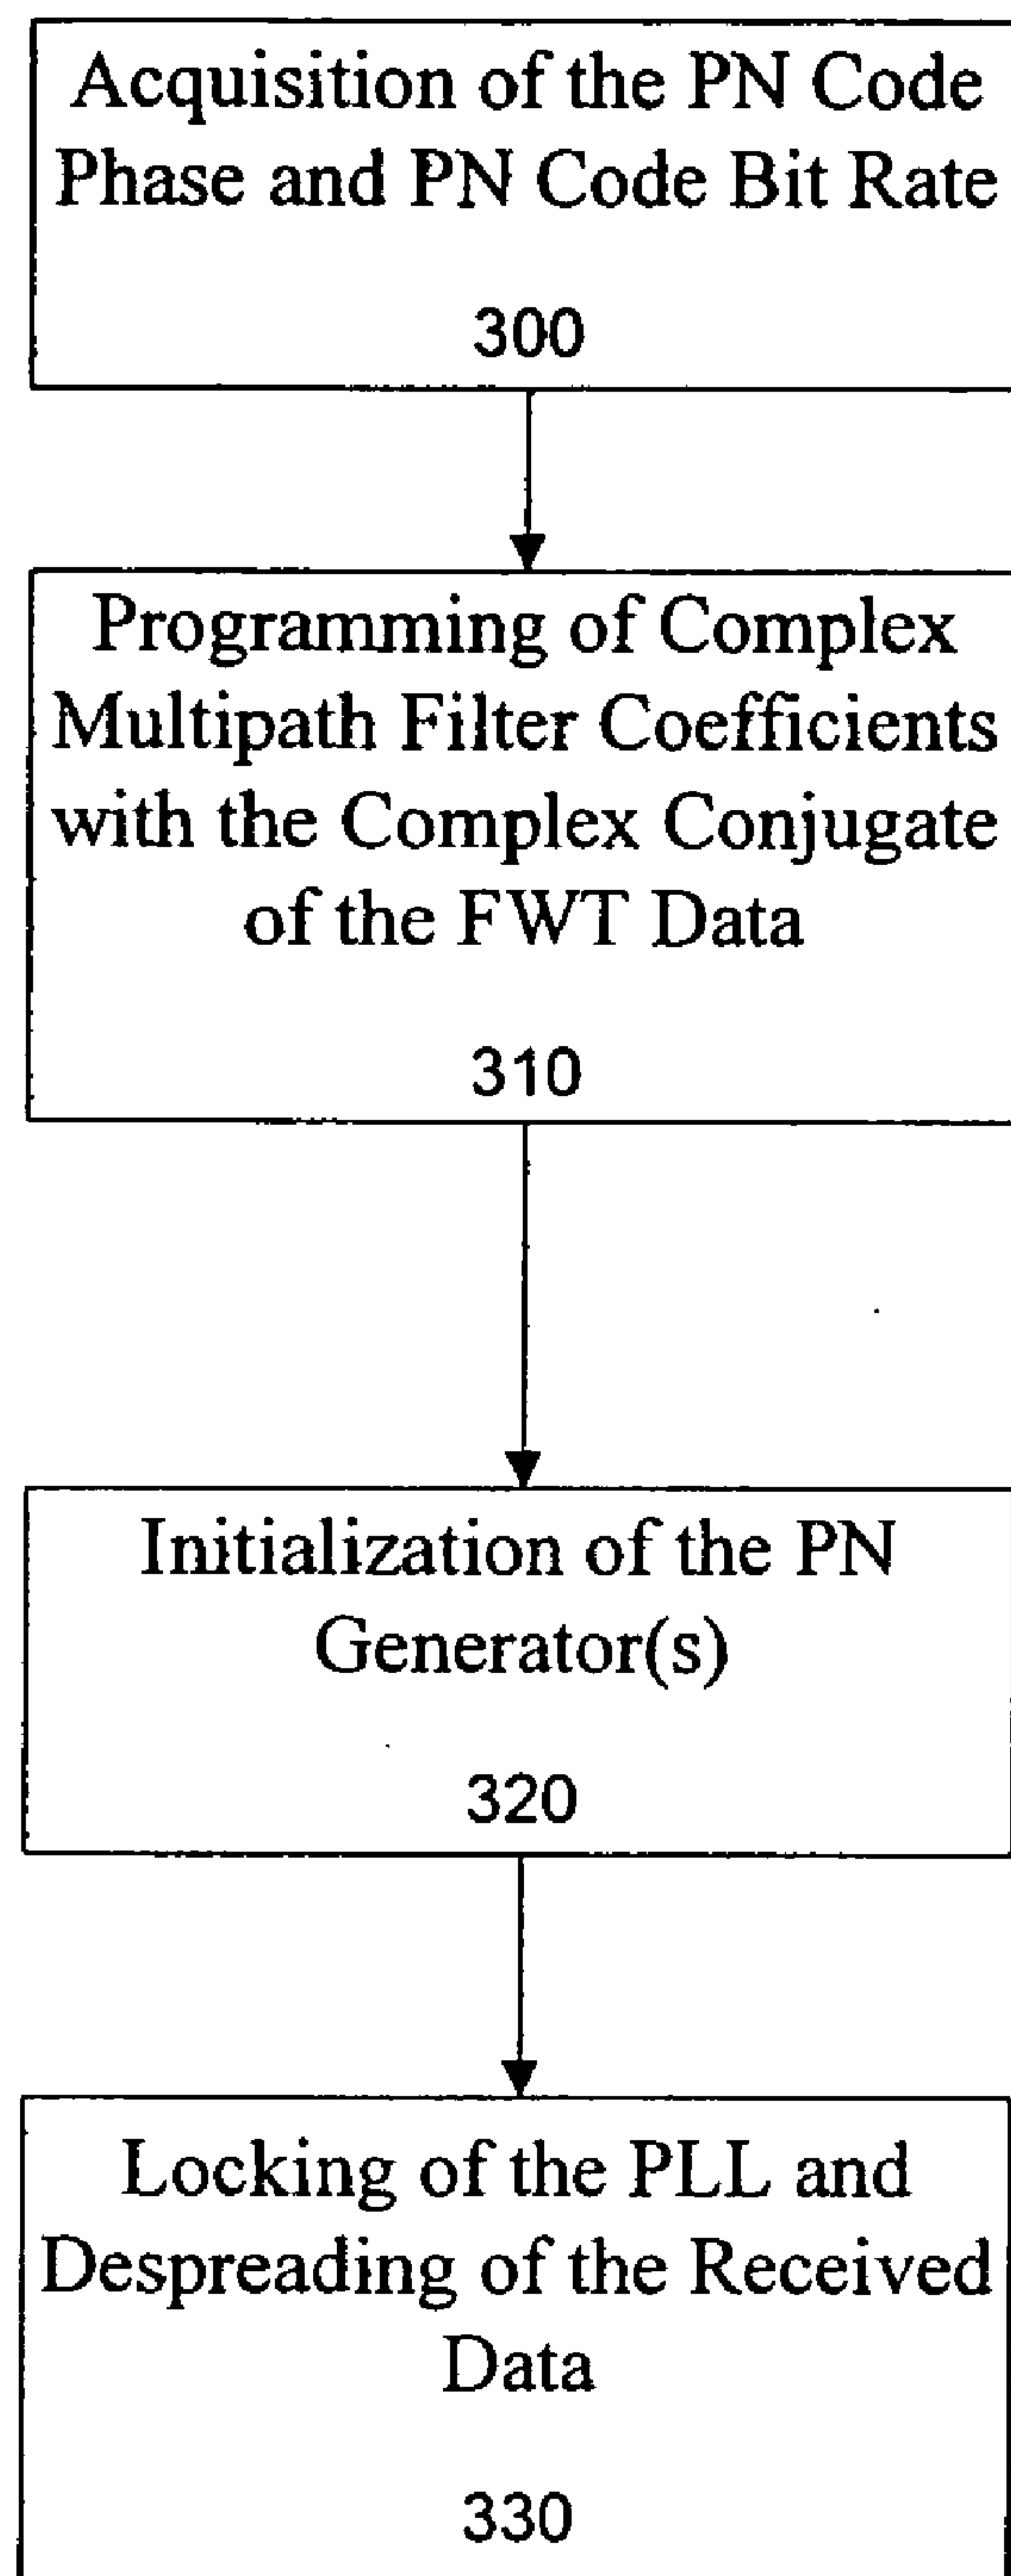 Acquisition of the PN Code
Phase and PN Code Bit Rate
300
Programming of Complex
Multipath Filter Coefficients
with the Complex Conjugate
of the FWT Data
310
Initialization of the PN
Generator(s)
320
Locking of the PLL and
Despreading of the Received
Data
330